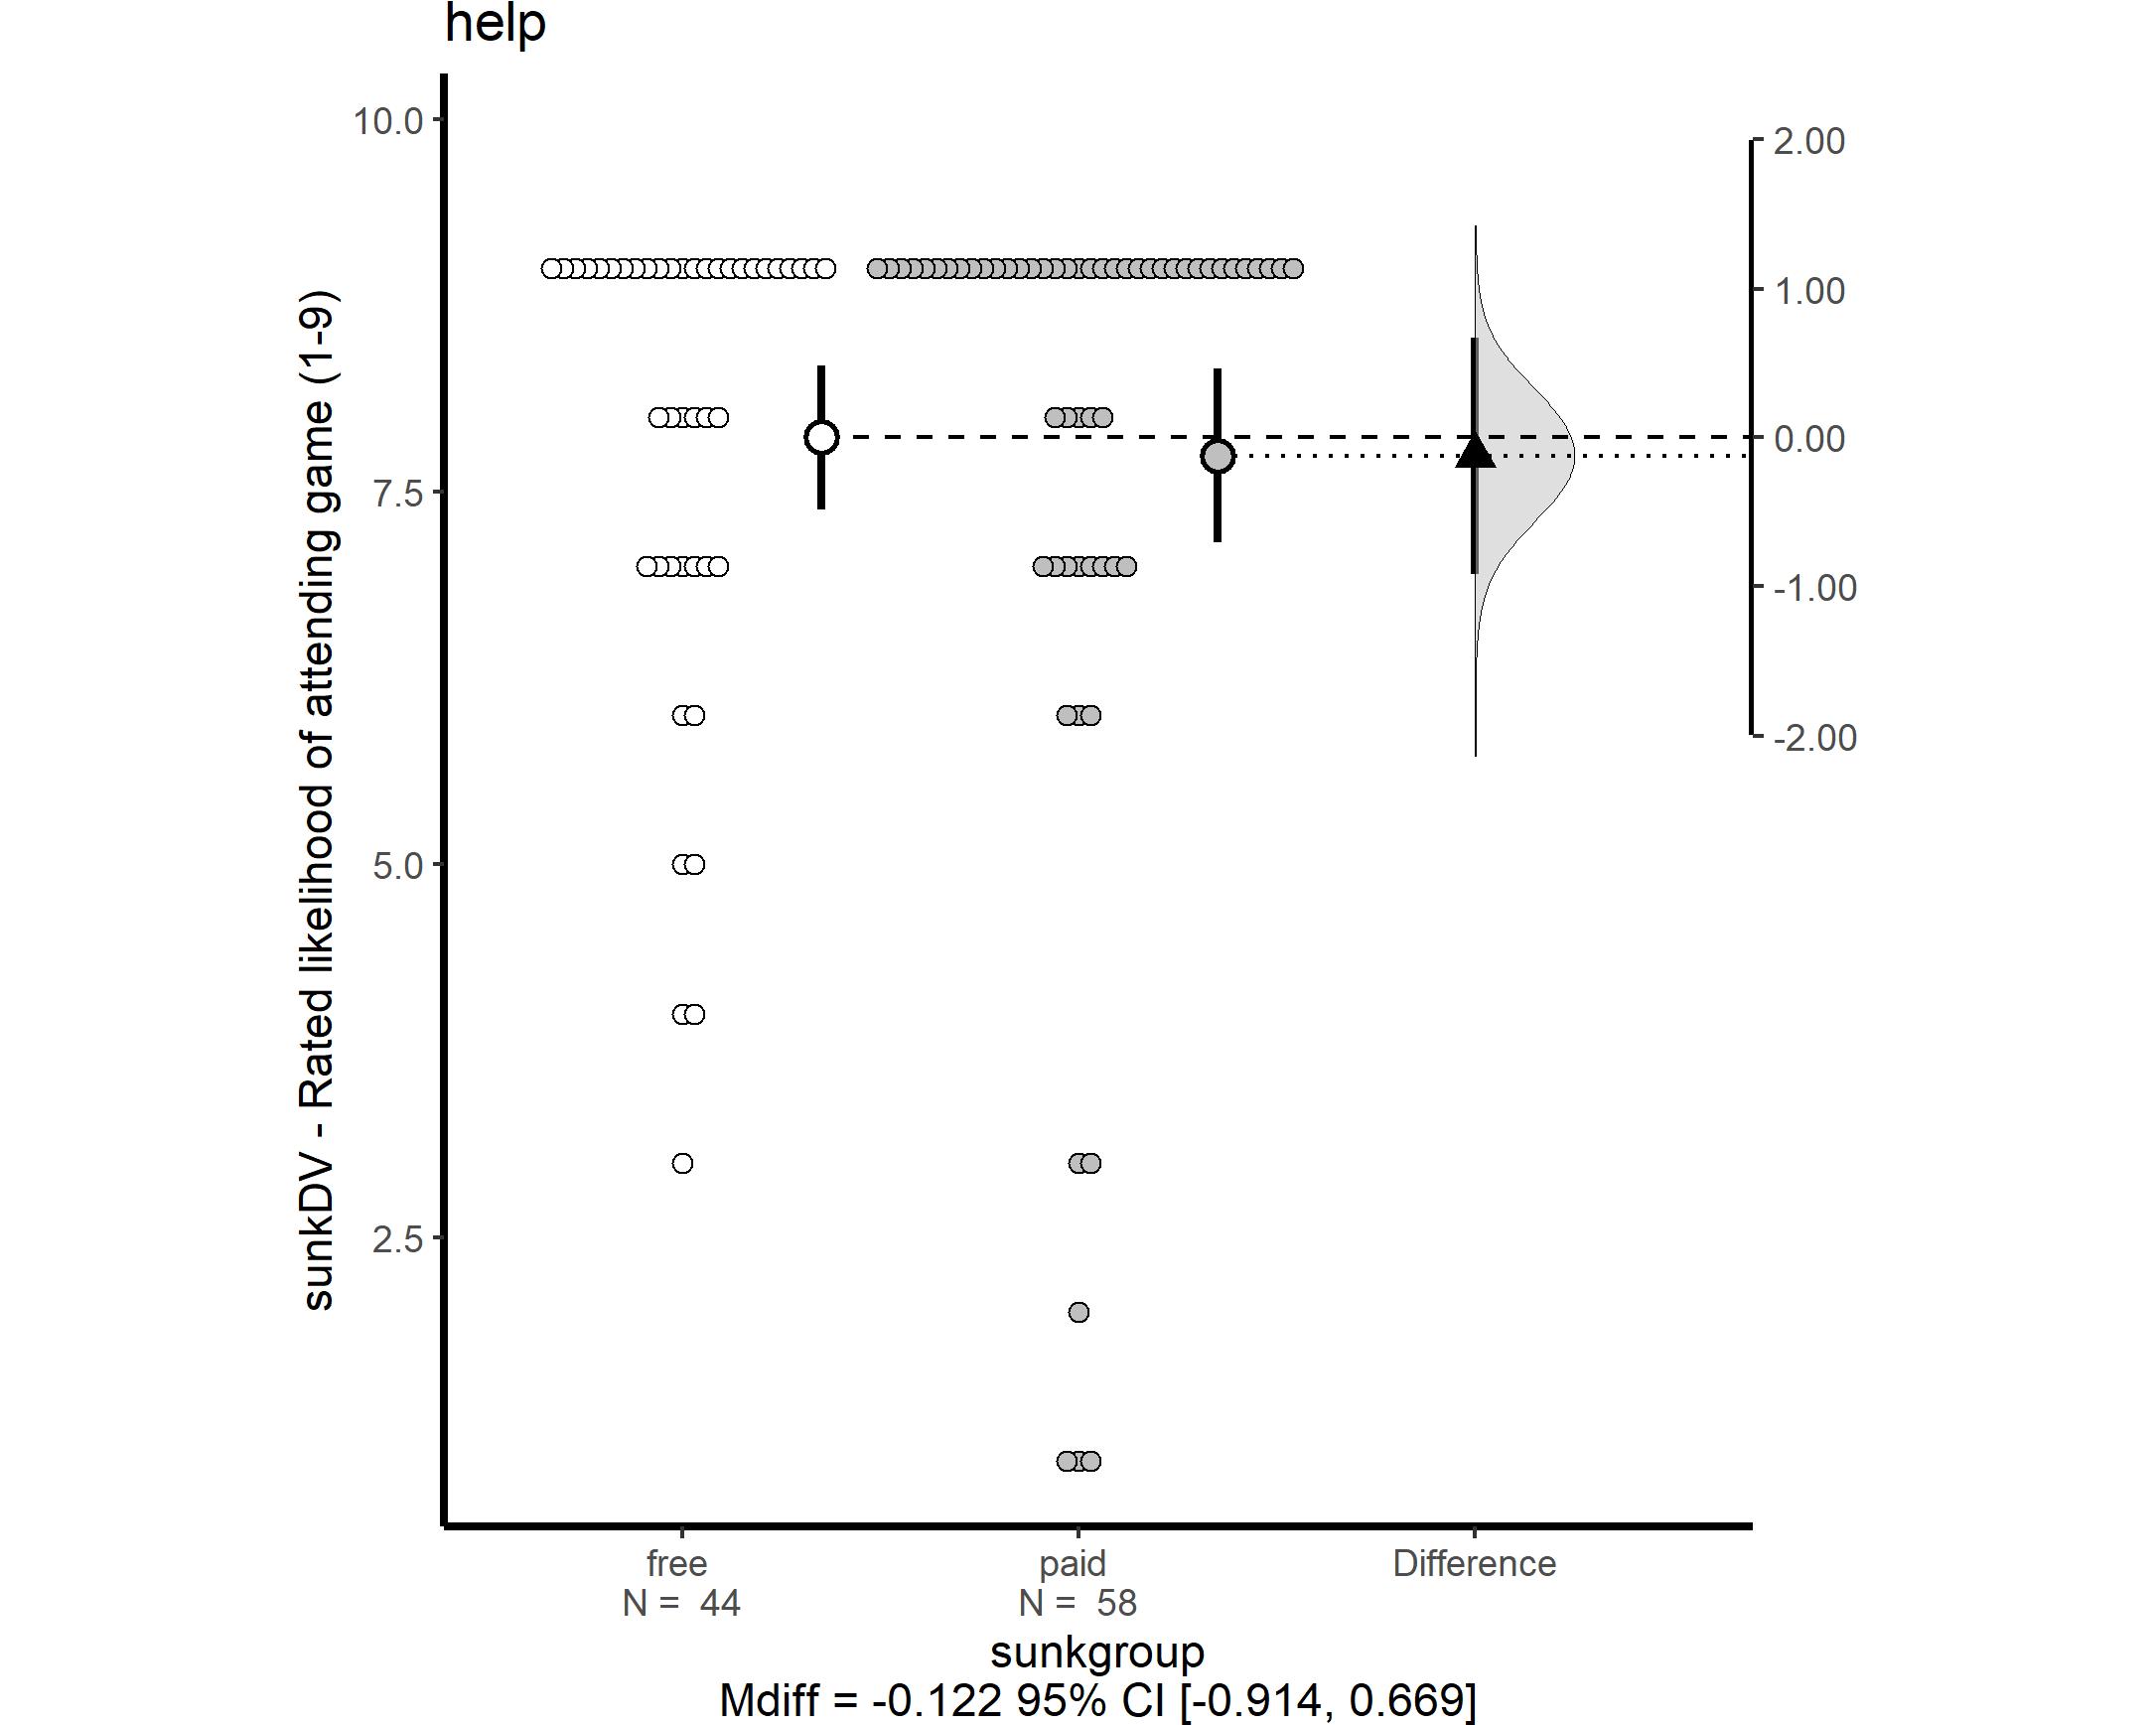 help
10.0
7.5
5.0
2.5
sunkDV - Rated likelihood of attending game (1-9)
2.00
1.00
0.00
-1.00
-2.00
free
N =  44
paid
N =  58
Difference
sunkgroup
Mdiff = -0.122 95% CI [-0.914, 0.669]